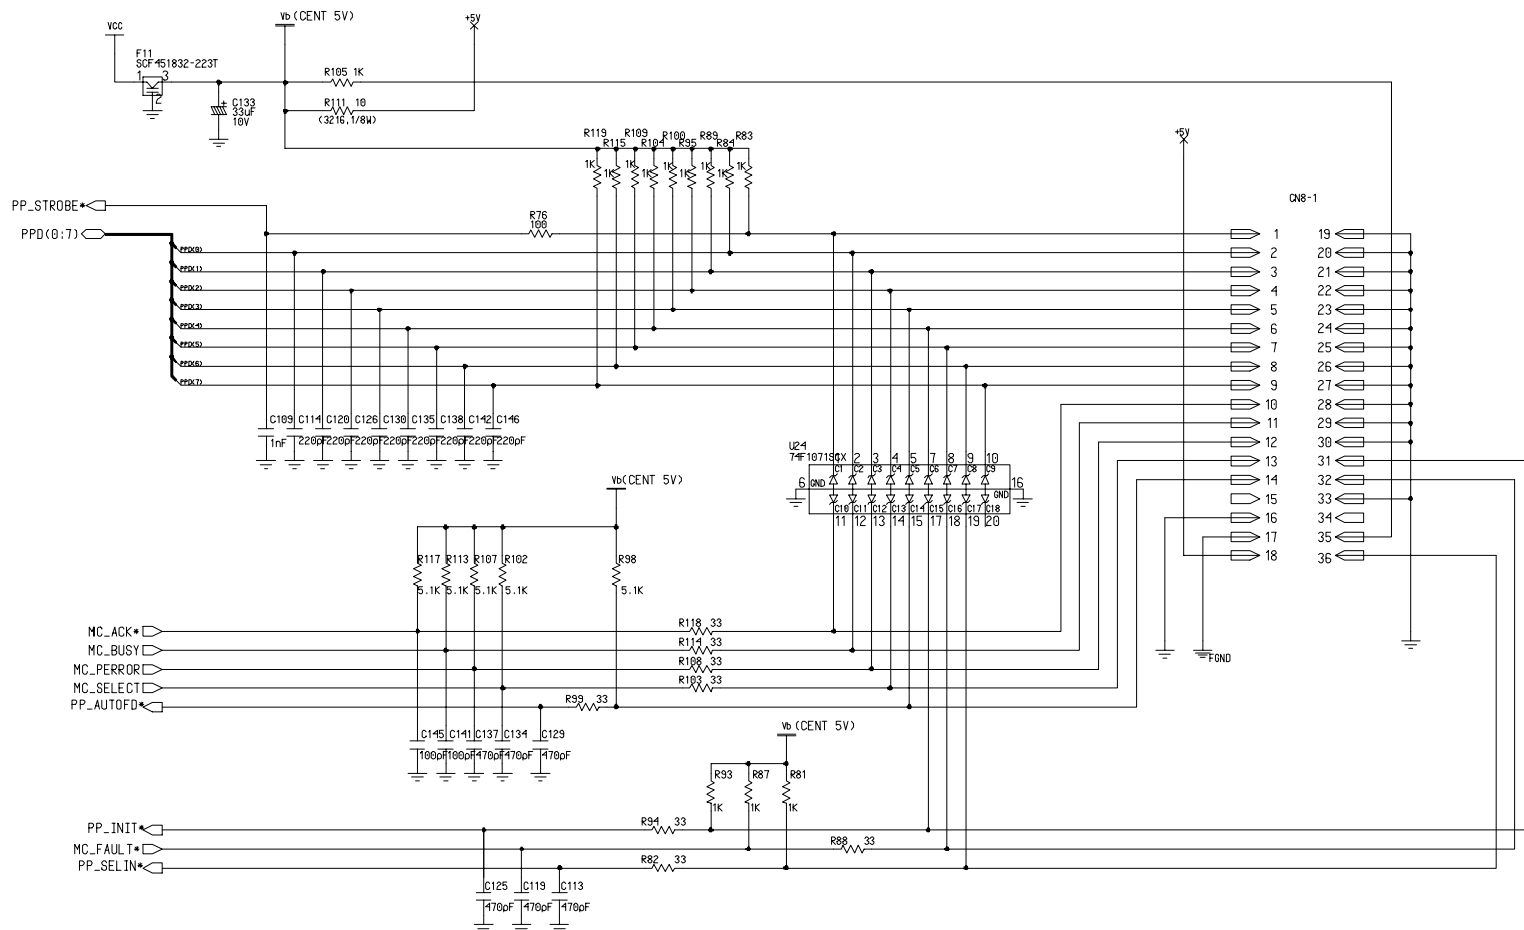 Vb (CENT 5V)
+5V
VCC
F11
SCF451832-223T
1 3
2
R105 1K
C133
33uF
10V
+
R111 10
(3216,1/8W)
R119 R109 R100 R89 R83
R115 R104 R95 R84
1K 1K 1K 1K 1K
1K 1K 1K 1K
+5V
CN8-1
PP_STROBE*
R76
100
PPD(0:7)
PPD(0)
PPD(1)
PPD(2)
PPD(3)
PPD(4)
PPD(5)
PPD(6)
PPD(7)
1 19
2 20
3 21
4 22
5 23
6 24
7 25
8 26
9 27
10 28
11 29
12 30
13 31
14 32
15 33
16 34
17 35
18 36
C109 C114 C120 C126 C130 C135 C138 C142 C146
1nF 220pF 220pF 220pF 220pF 220pF 220pF 220pF 220pF
U24
74F1071SCX
1 2 3 4 5 7 8 9 10
C1 C2 C3 C4 C5 C6 C7 C8 C9
6 GND GND 16
C10 C11 C12 C13 C14 C15 C16 C17 C18
11 12 13 14 15 17 18 19 20
Vb(CENT 5V)
R117 R113 R107 R102 R98
5.1K 5.1K 5.1K 5.1K 5.1K
MC_ACK* R118 33
MC_BUSY R114 33
MC_PERROR R108 33
MC_SELECT R103 33
PP_AUTOFD* R99 33
FGND
C145 C141 C137 C134 C129
100pF 100pF 470pF 470pF 470pF
Vb (CENT 5V)
R93 R87 R81
1K 1K 1K
PP_INIT* R94 33
MC_FAULT* R88 33
PP_SELIN* R82 33
C125 C119 C113
470pF 470pF 470pF